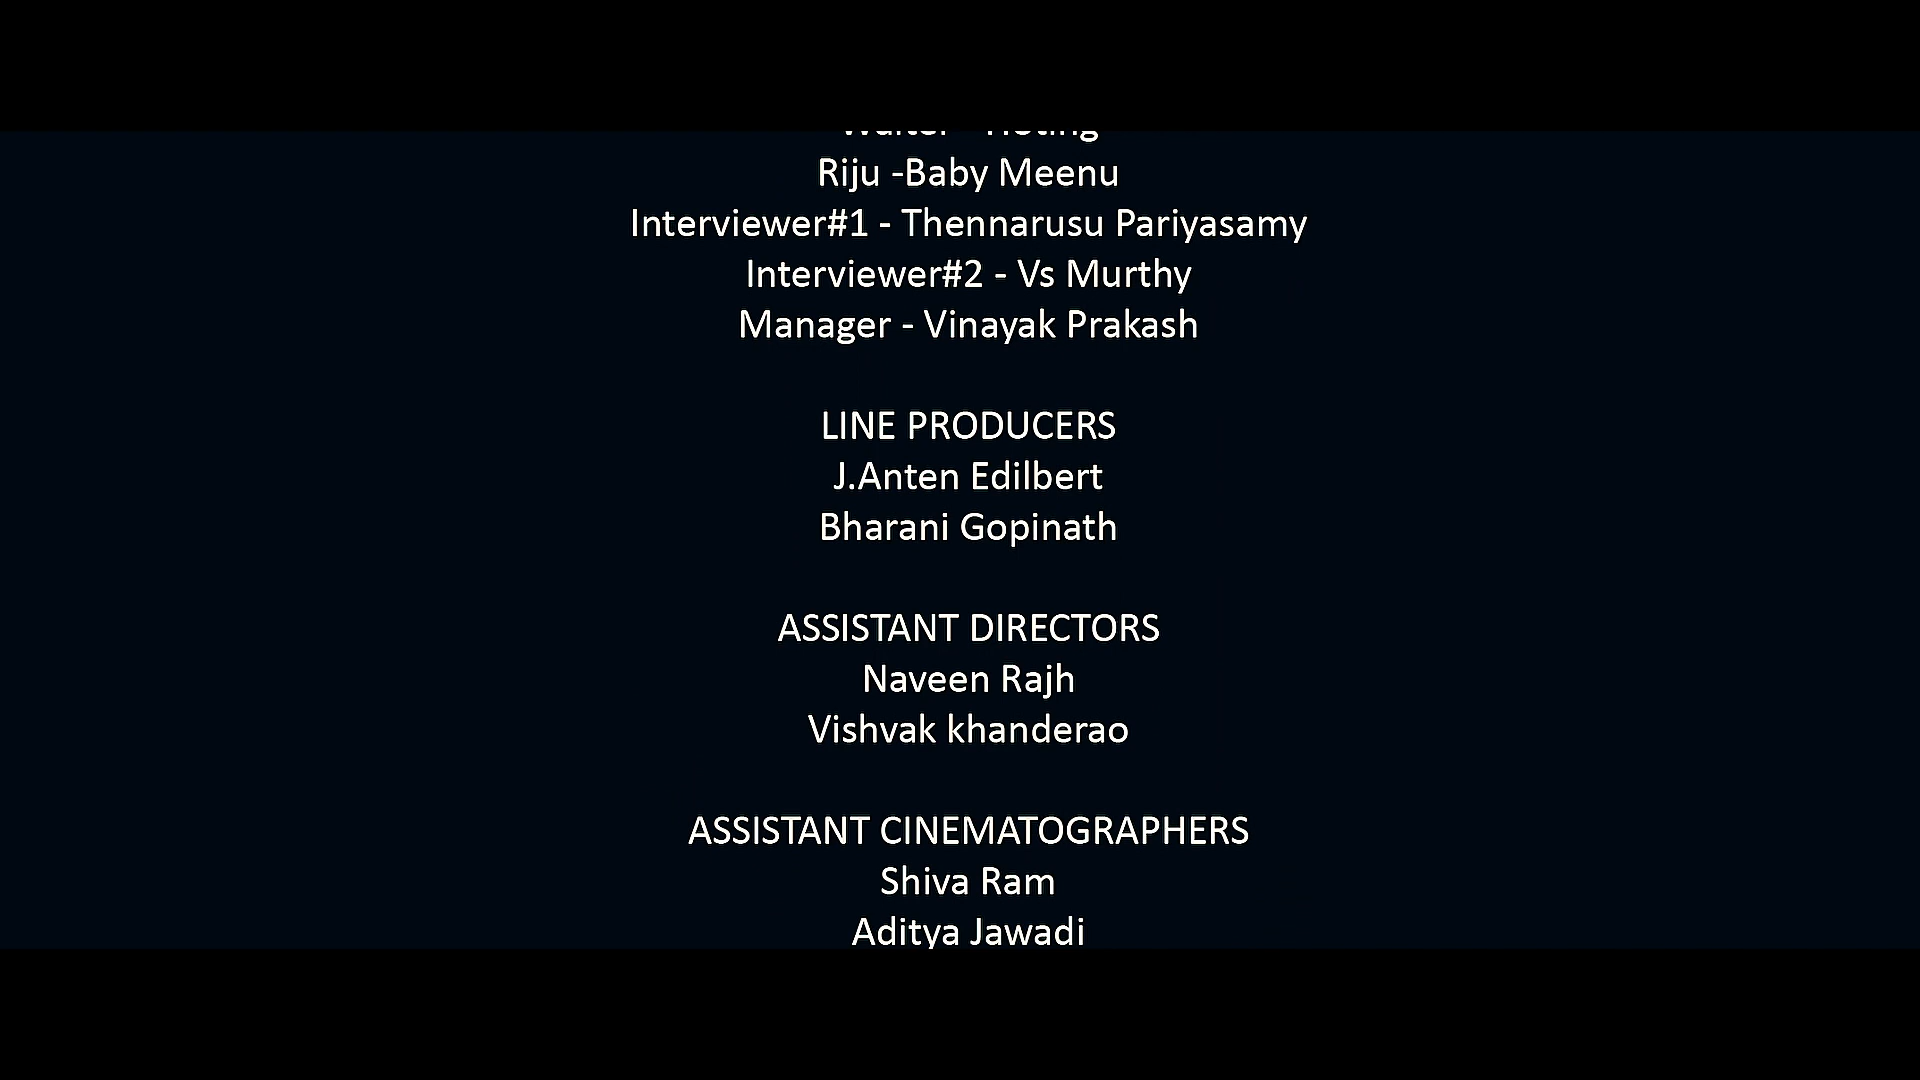 Riju -Baby Meenu
Interviewer#1 - Thennarusu Pariyasamy
Interviewer#2 - Vs Murthy
Manager - Vinayak Prakash
LINE PRODUCERS
J.Anten Edilbert
Bharani Gopinath
ASSISTANT DIRECTORS
Naveen Rajh
Vishvak khanderao
ASSISTANT CINEMATOGRAPHERS
Shiva Ram
Aditya Jawadi